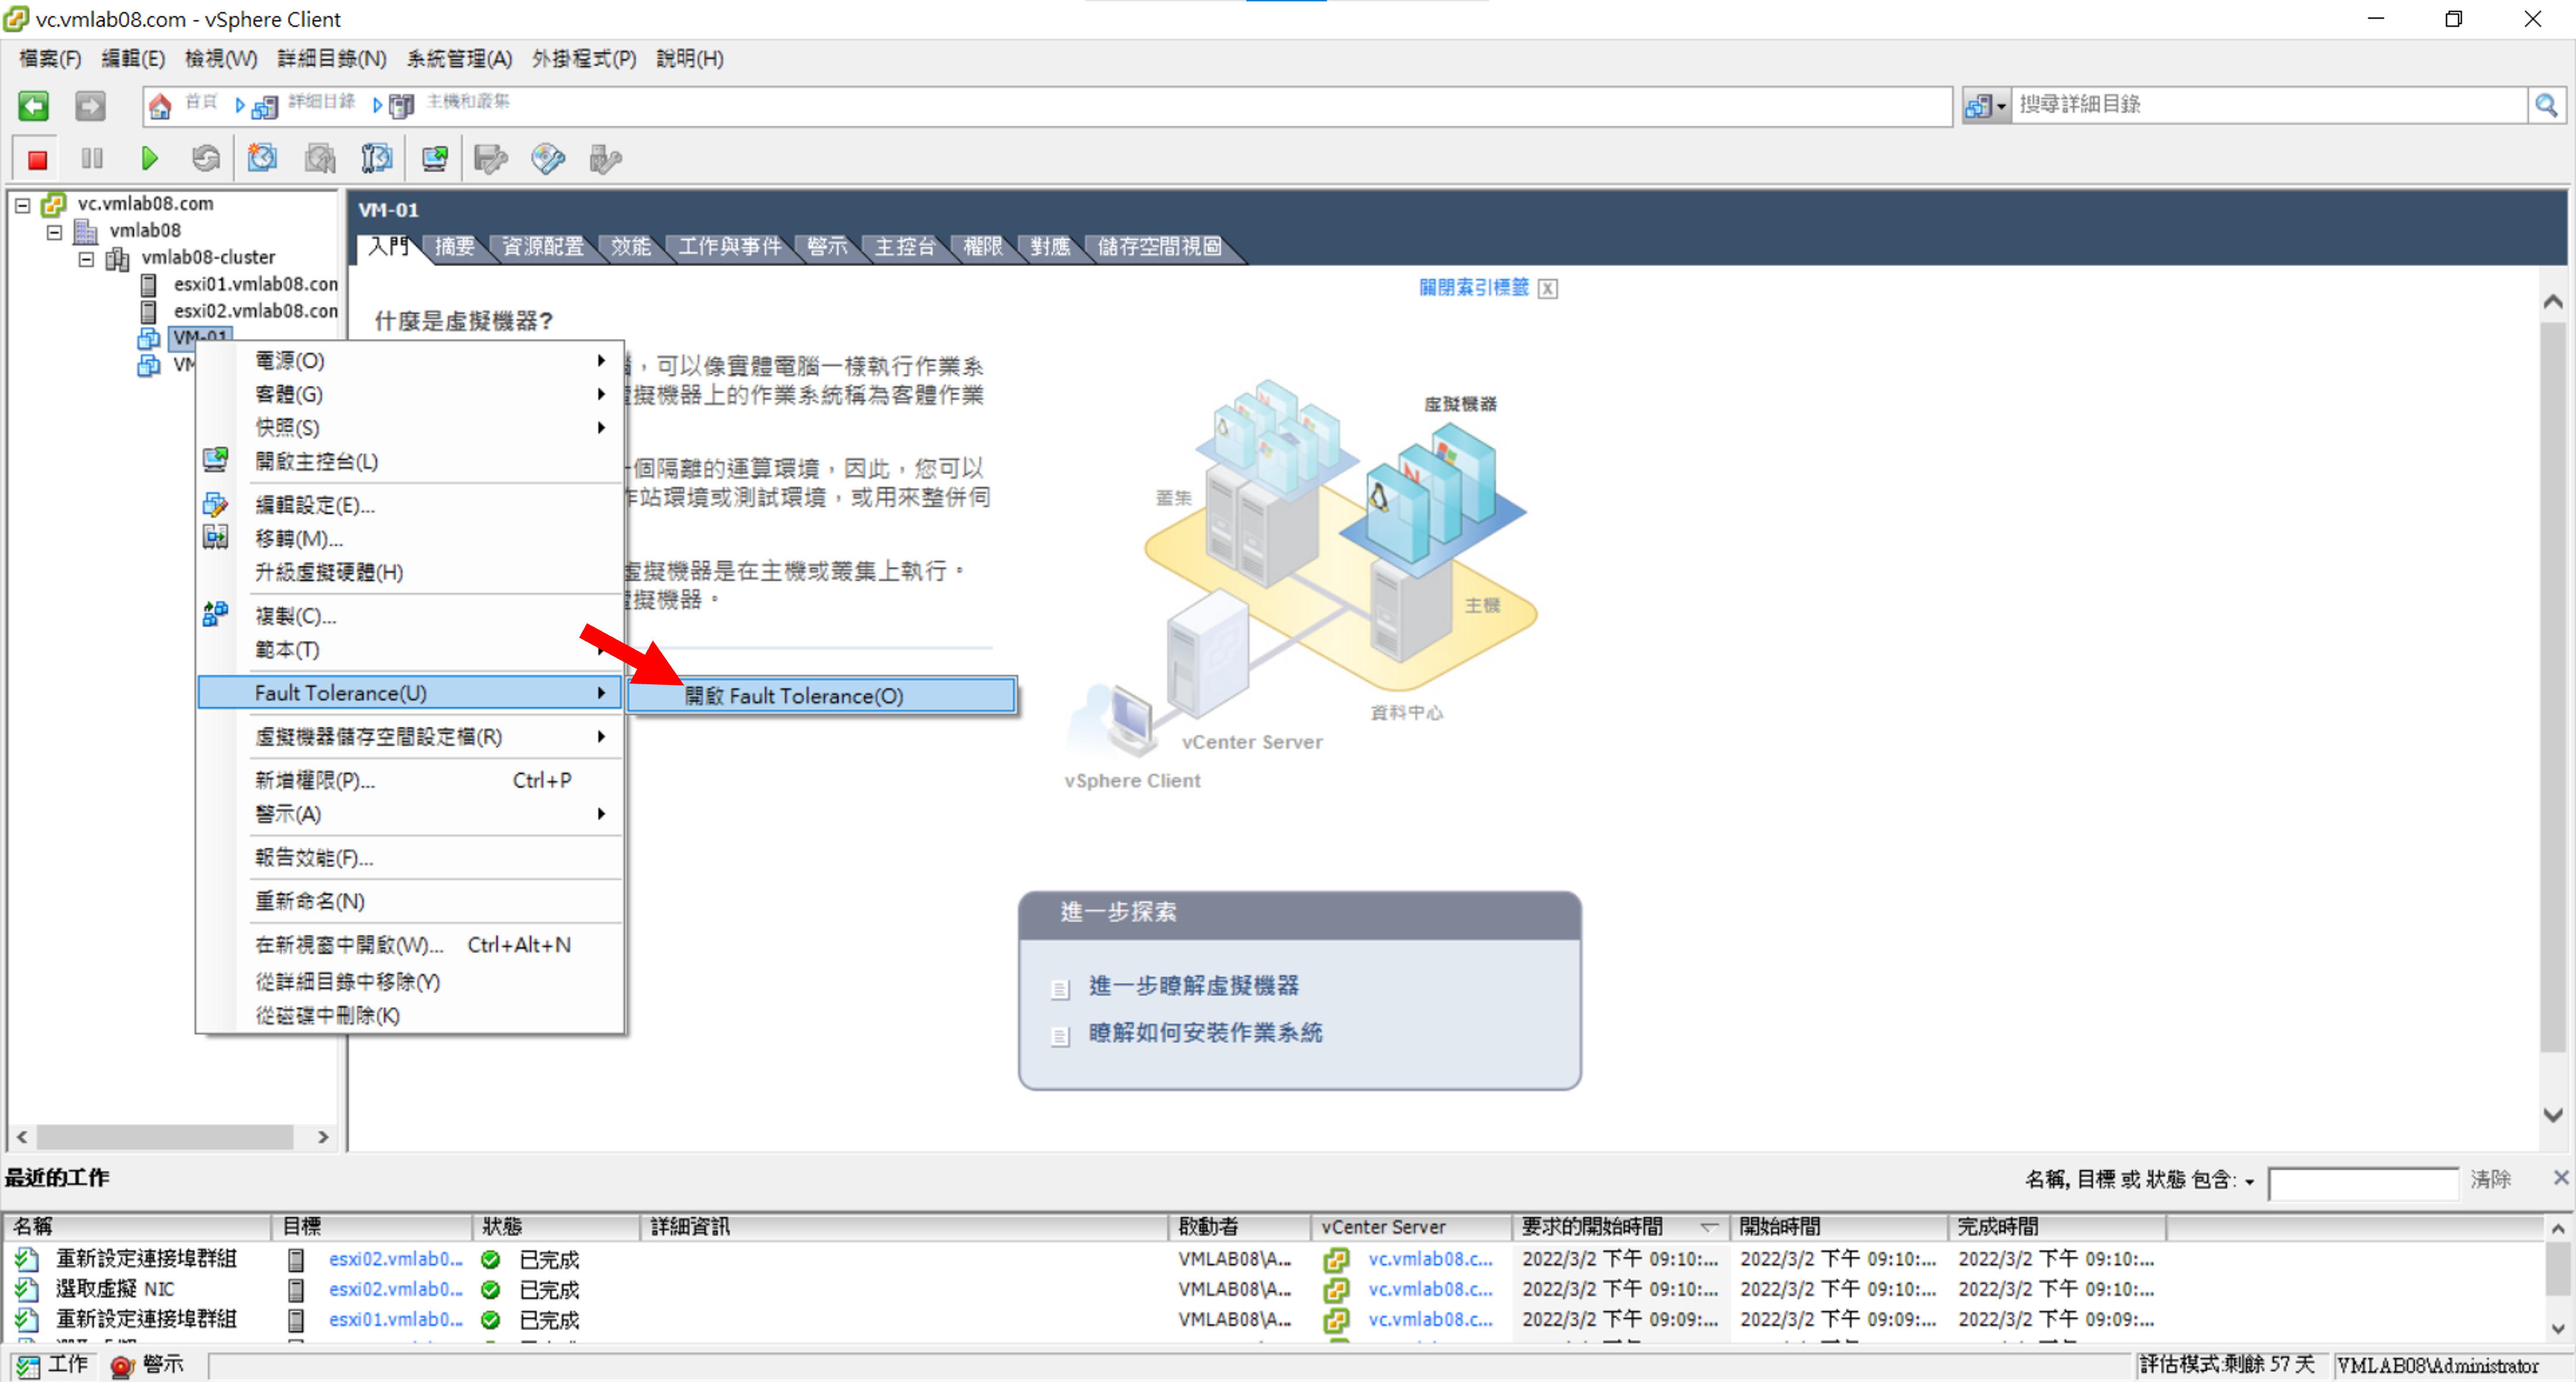 vc.vmlab08.com - vSphere Client
檔案(F) 編輯(E) 檢視(W) 詳細目錄(N) 系統管理(A) 外掛程式(P) 說明(H)
首頁 詳細目錄 主機和叢集 搜尋詳細目錄
vc.vmlab08.com
vmlab08
vmlab08-cluster
esxi01.vmlab08.con
esxi02.vmlab08.con
VM-01
VM
VM-01
入門 摘要 資源配置 效能 工作與事件 警示 主控台 權限 對應 儲存空間視圖
關閉索引標籤 X
什麼是虛擬機器?
，可以像實體電腦一樣執行作業系
擬機器上的作業系統稱為客體作業
個隔離的運算環境，因此，您可以
站環境或測試環境，或用來整併伺
虛擬機器是在主機或叢集上執行。
擬機器。
電源(O)
客體(G)
快照(S)
開啟主控台(L)
編輯設定(E)...
移轉(M)...
升級虛擬硬體(H)
複製(C)...
範本(T)
Fault Tolerance(U)
開啟 Fault Tolerance(O)
虛擬機器儲存空間設定檔(R)
新增權限(P)... Ctrl+P
警示(A)
報告效能(F)...
重新命名(N)
在新視窗中開啟(W)... Ctrl+Alt+N
從詳細目錄中移除(Y)
從磁碟中刪除(K)
虛擬機器
叢集
主機
資料中心
vCenter Server
vSphere Client
進一步探索
進一步瞭解虛擬機器
瞭解如何安裝作業系統
最近的工作 名稱, 目標 或 狀態 包含: 清除
名稱 目標 狀態 詳細資訊 啟動者 vCenter Server 要求的開始時間 開始時間 完成時間
重新設定連接埠群組 esxi02.vmlab0... 已完成 VMLAB08\A... vc.vmlab08.c... 2022/3/2 下午 09:10:... 2022/3/2 下午 09:10:... 2022/3/2 下午 09:10:...
選取虛擬 NIC esxi02.vmlab0... 已完成 VMLAB08\A... vc.vmlab08.c... 2022/3/2 下午 09:10:... 2022/3/2 下午 09:10:... 2022/3/2 下午 09:10:...
重新設定連接埠群組 esxi01.vmlab0... 已完成 VMLAB08\A... vc.vmlab08.c... 2022/3/2 下午 09:09:... 2022/3/2 下午 09:09:... 2022/3/2 下午 09:09:...
工作 警示 評估模式:剩餘 57 天 VMLAB08\Administrator